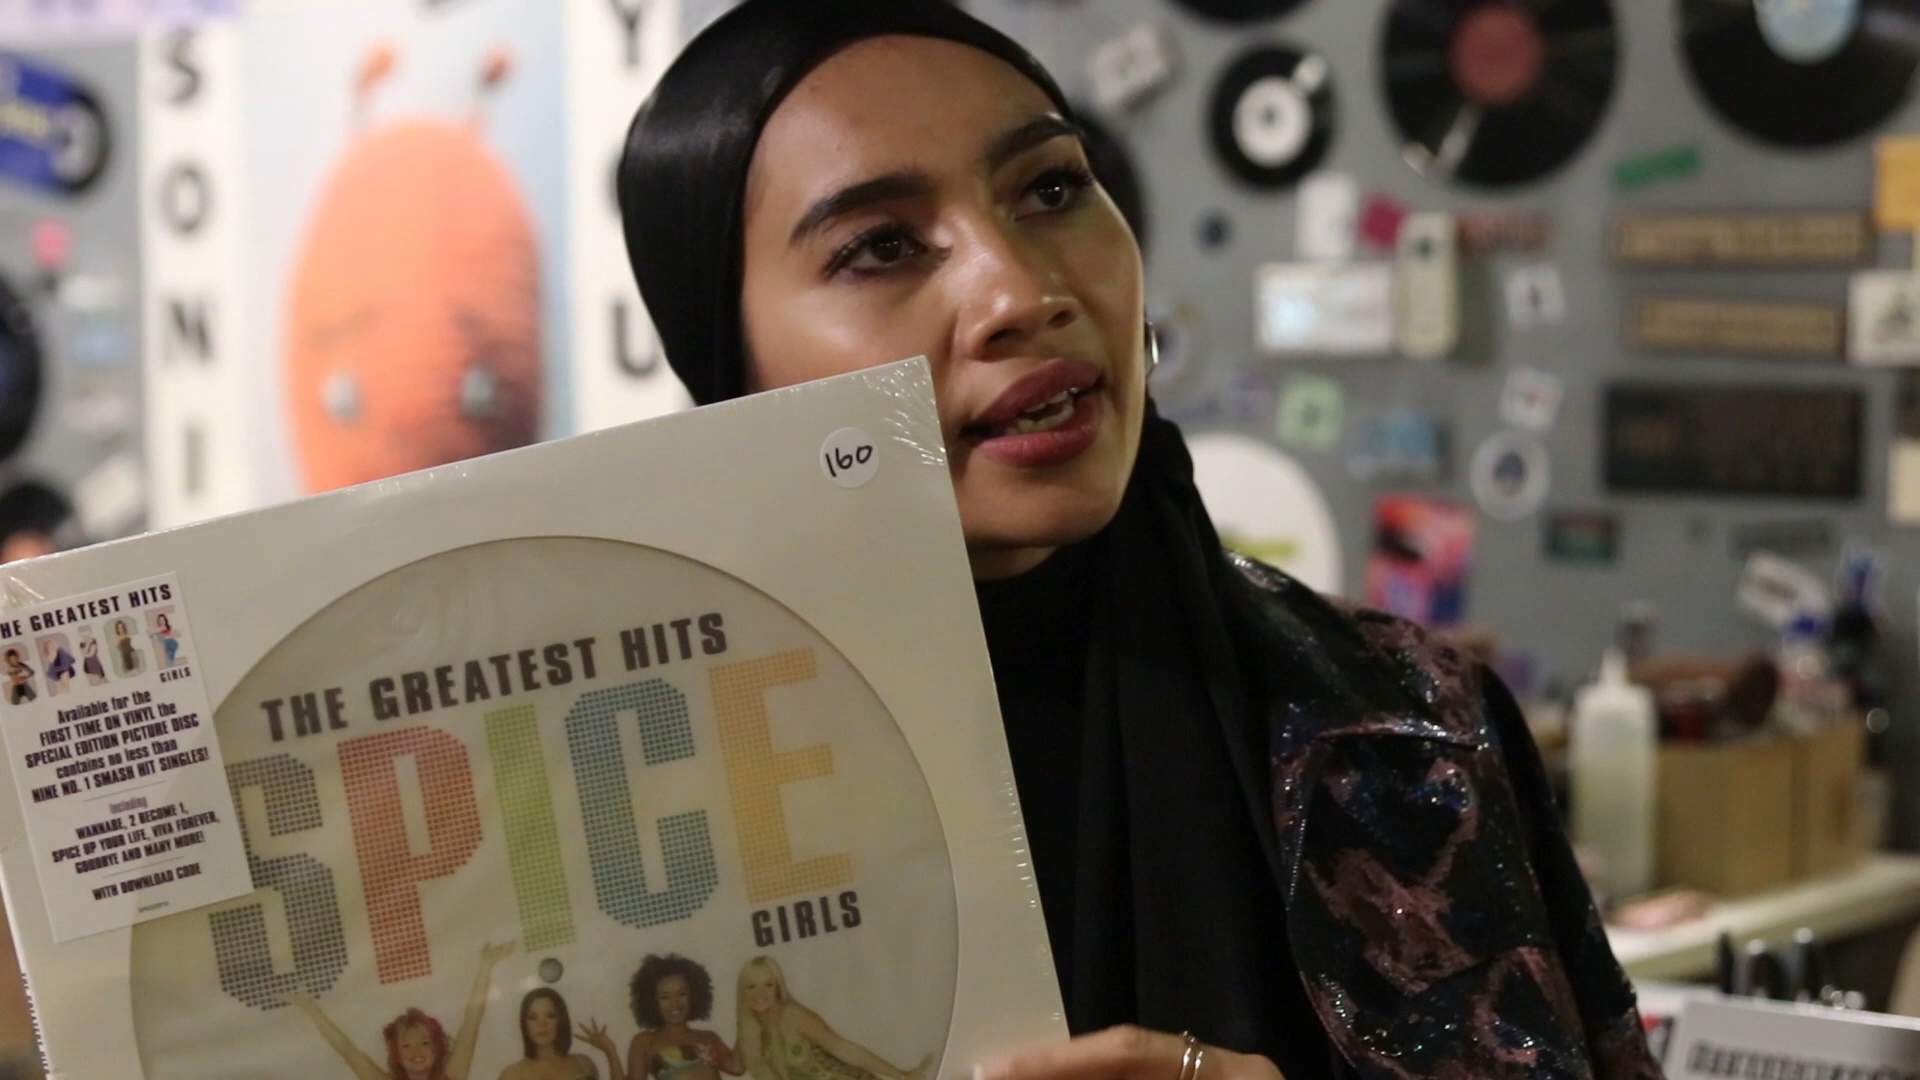 SONI
YOU
160
THE GREATEST HITS
SPICE
GIRLS
HE GREATEST HITS
SPICE
GIRLS
Available for the
FIRST TIME ON VINYL the
SPECIAL EDITION PICTURE DISC
contains no less than
NINE NO. 1 SMASH HIT SINGLES!
including
WANNABE, 2 BECOME 1,
SPICE UP YOUR LIFE, VIVA FOREVER,
GOODBYE AND MANY MORE!
WITH DOWNLOAD CODE